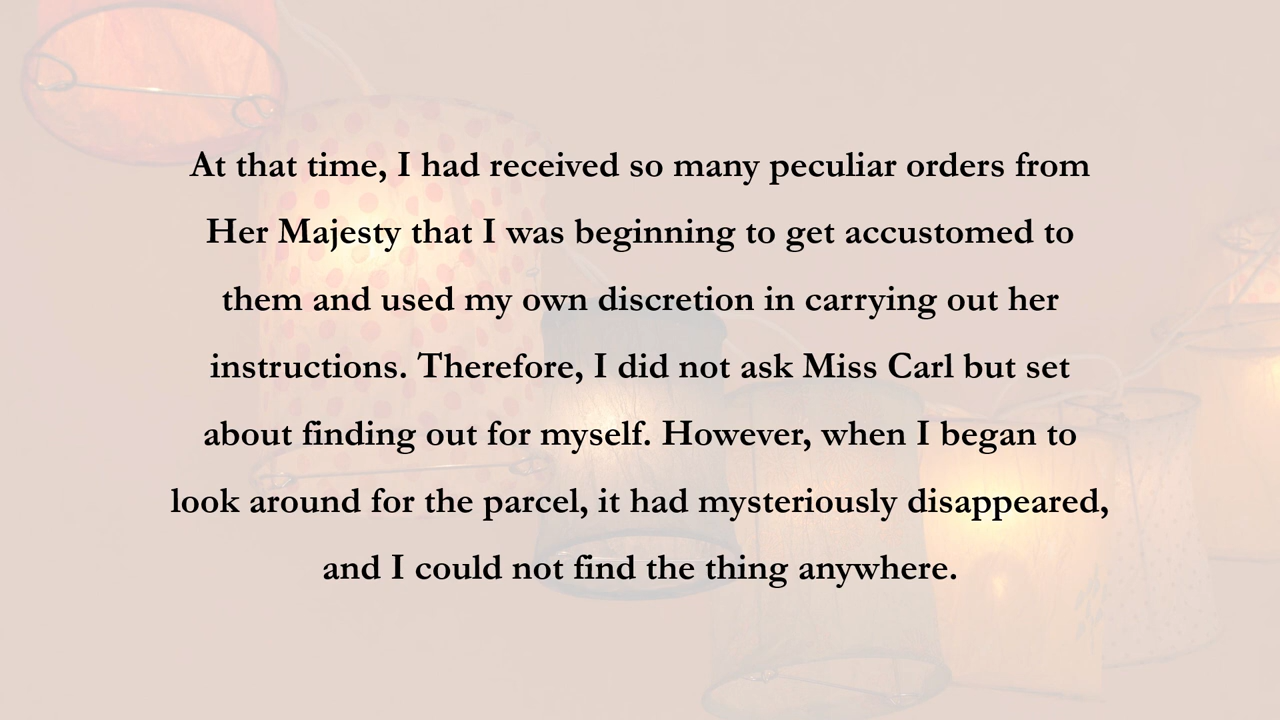 At that time, I had received so many peculiar orders from
Her Majesty that I was beginning to get accustomed to
them and used my own discretion in carrying out her
instructions. Therefore, I did not ask Miss Carl but set
about finding out for myself. However, when I began to
look around for the parcel, it had mysteriously disappeared,
and I could not find the thing anywhere.